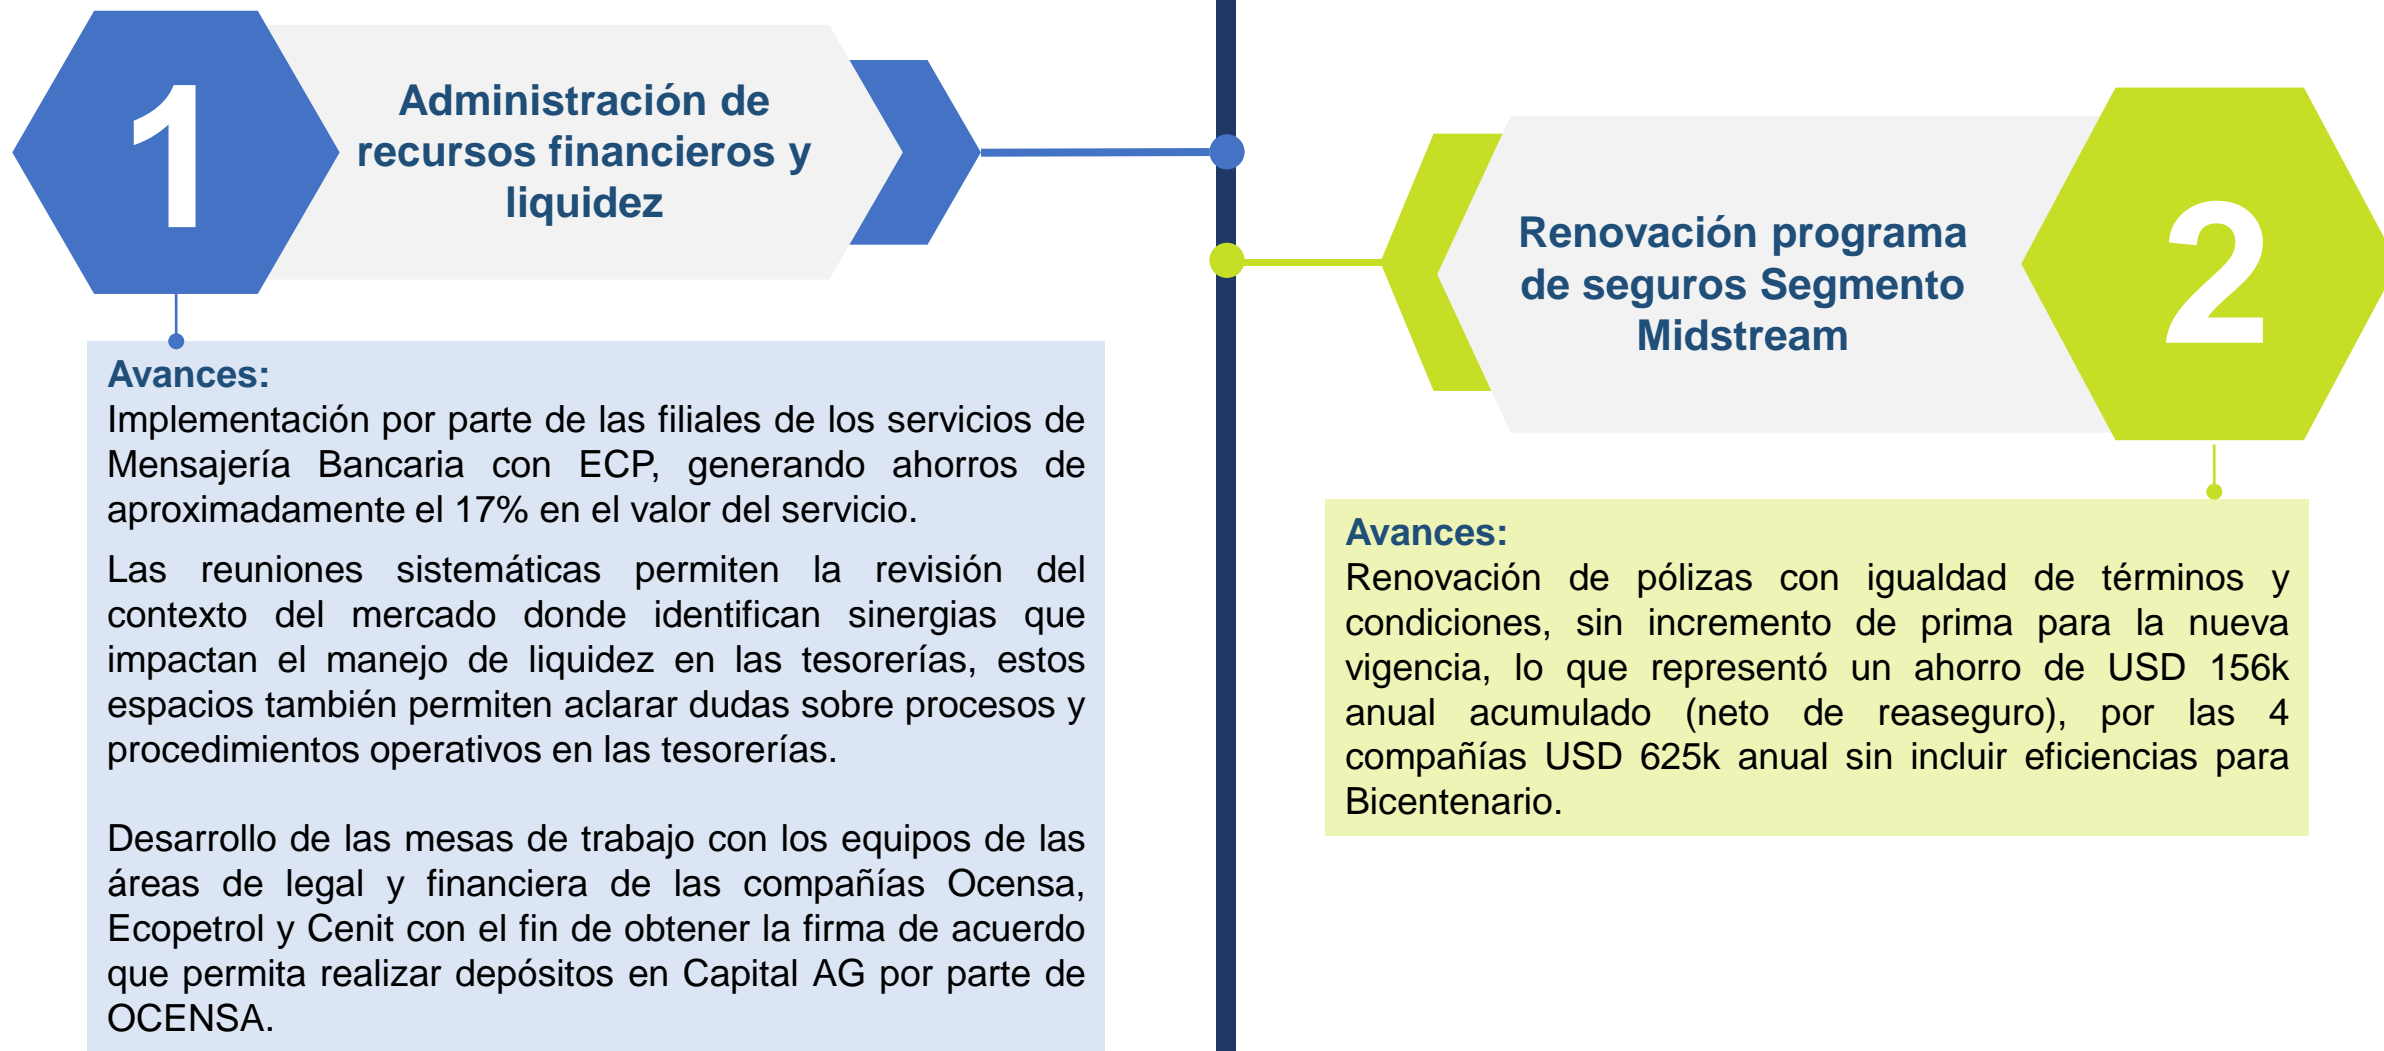 1
Administración de
recursos financieros y
liquidez
Avances:
Implementación por parte de las filiales de los servicios de
Mensajería Bancaria con ECP, generando ahorros de
aproximadamente el 17% en el valor del servicio.
Las reuniones sistemáticas permiten la revisión del
contexto del mercado donde identifican sinergias que
impactan el manejo de liquidez en las tesorerías, estos
espacios también permiten aclarar dudas sobre procesos y
procedimientos operativos en las tesorerías.
Desarrollo de las mesas de trabajo con los equipos de las
áreas de legal y financiera de las compañías Ocensa,
Ecopetrol y Cenit con el fin de obtener la firma de acuerdo
que permita realizar depósitos en Capital AG por parte de
OCENSA.
2
Renovación programa
de seguros Segmento
Midstream
Avances:
Renovación de pólizas con igualdad de términos y
condiciones, sin incremento de prima para la nueva
vigencia, lo que representó un ahorro de USD 156k
anual acumulado (neto de reaseguro), por las 4
compañías USD 625k anual sin incluir eficiencias para
Bicentenario.